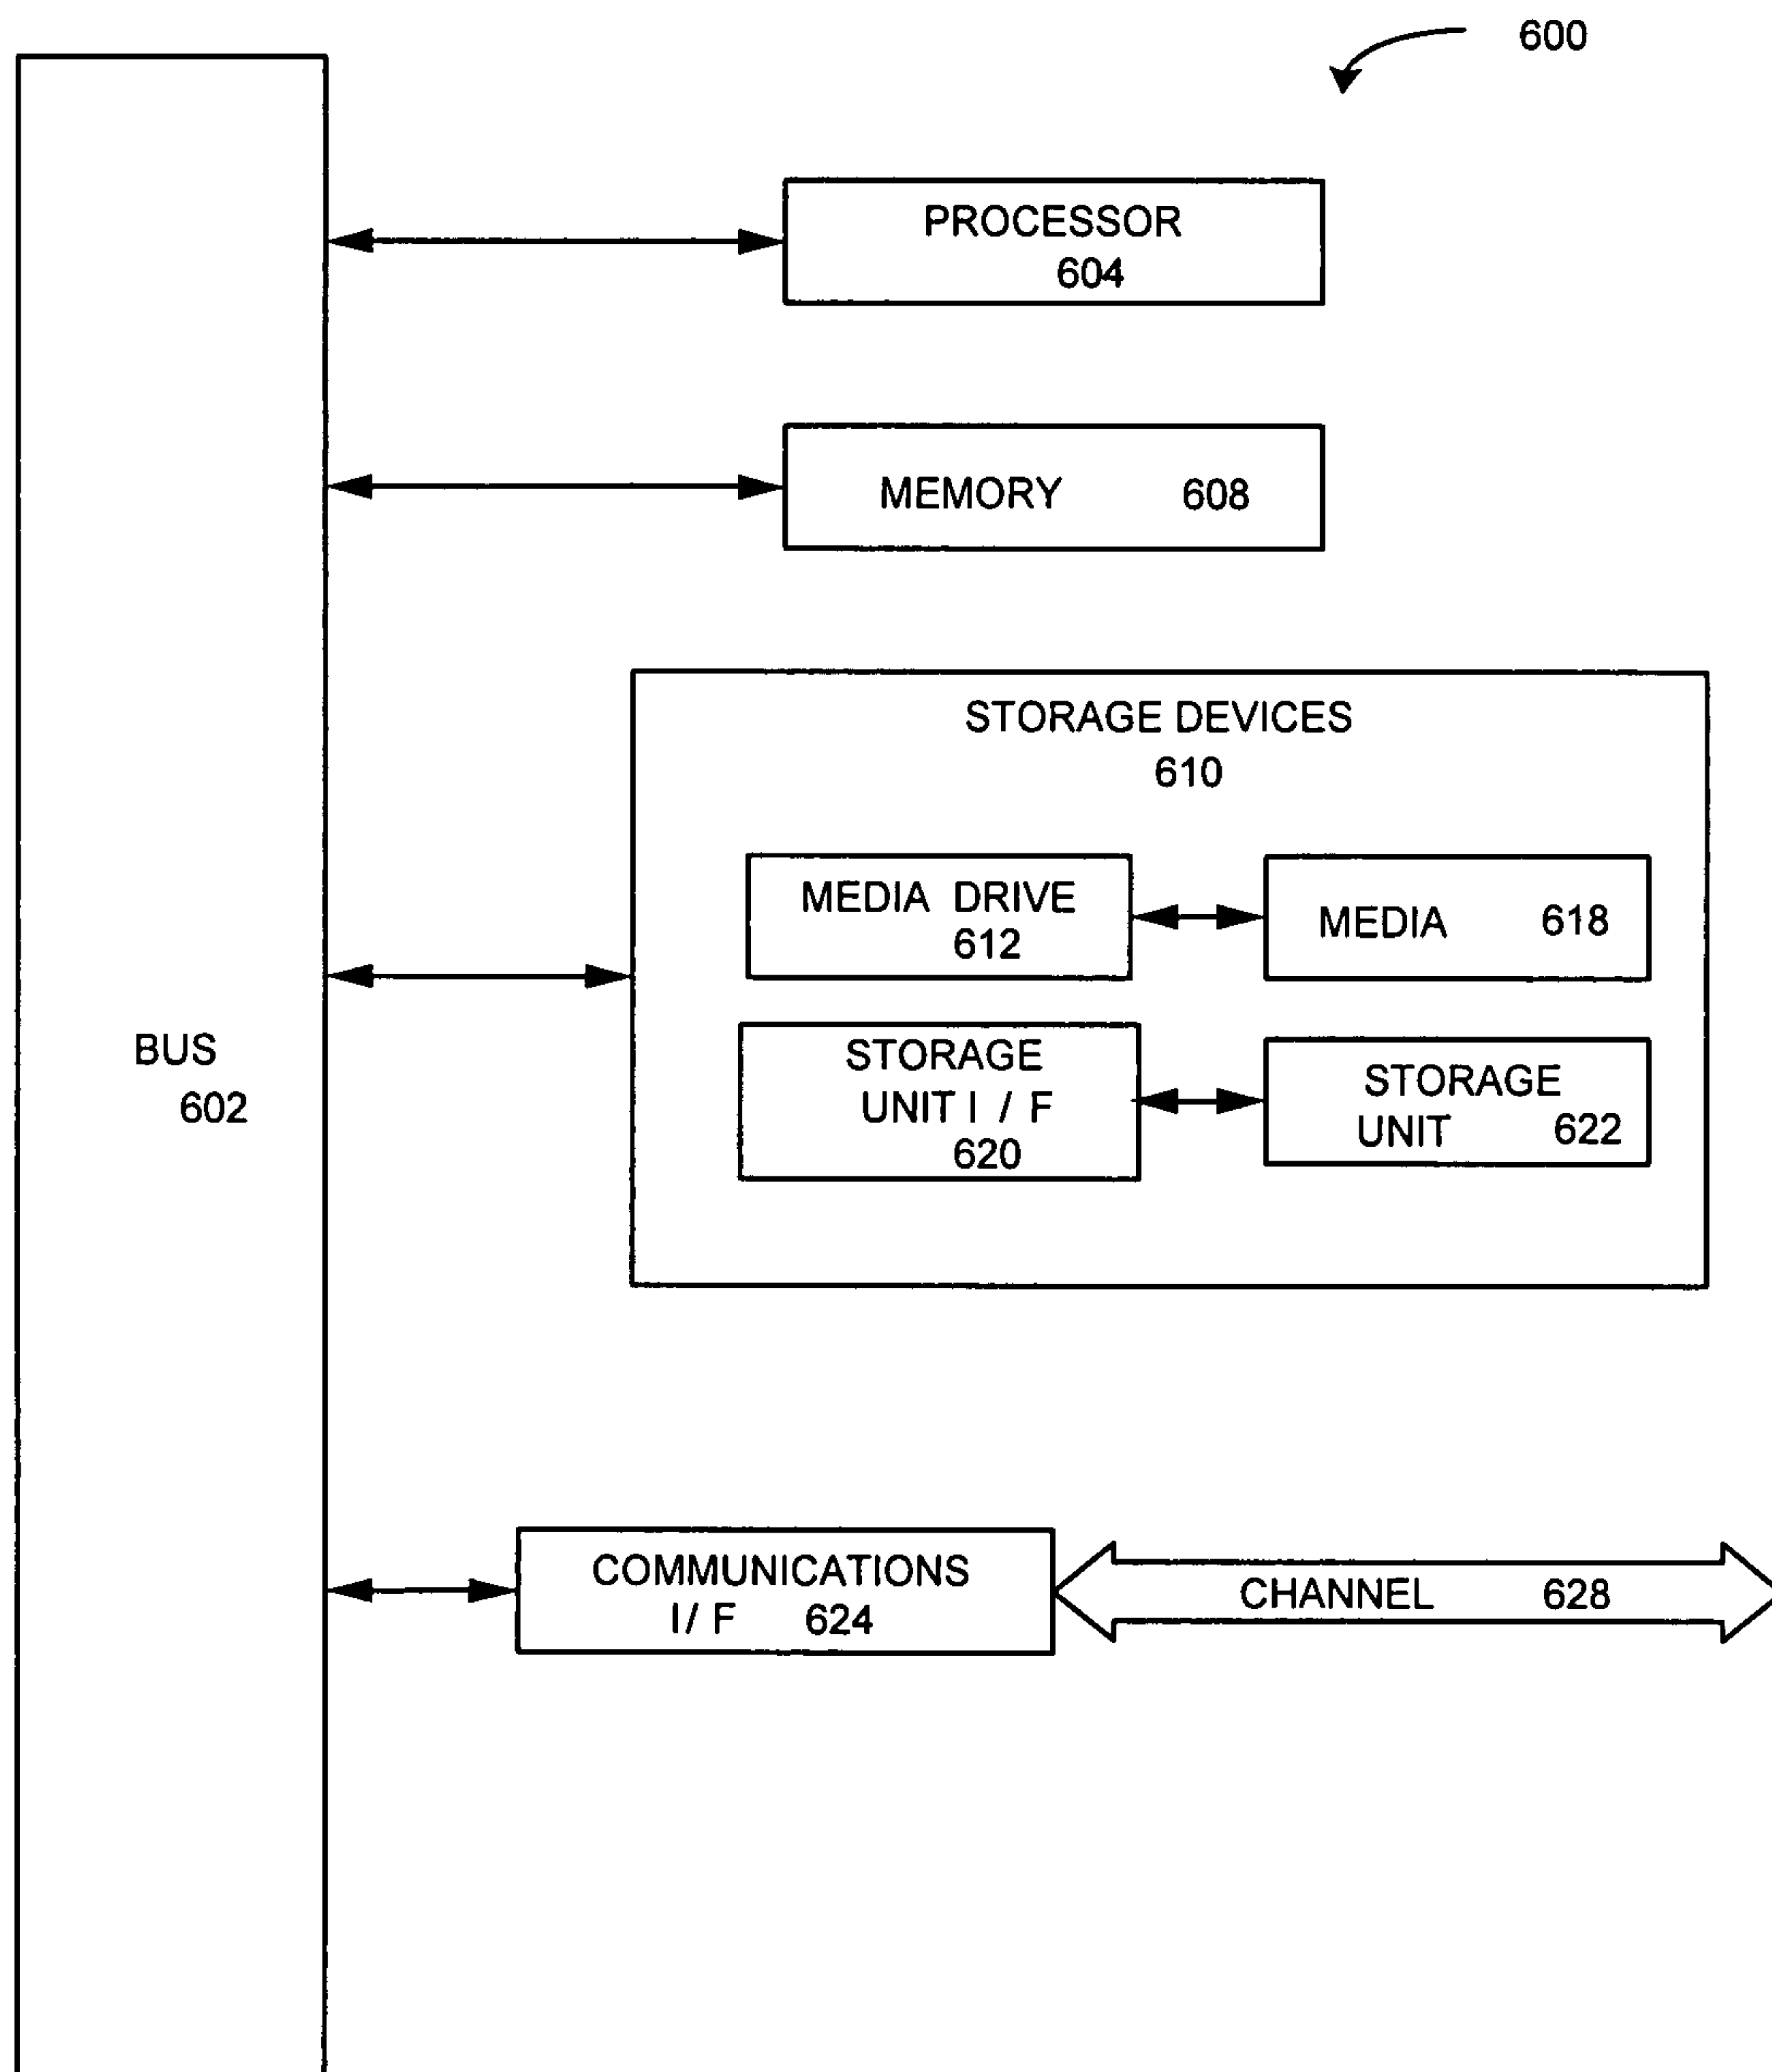 600
PROCESSOR
604
MEMORY 608
STORAGE DEVICES
610
MEDIA DRIVE
612
MEDIA 618
BUS
602
STORAGE
UNIT I / F
620
STORAGE
UNIT 622
COMMUNICATIONS
I/ F 624
CHANNEL 628